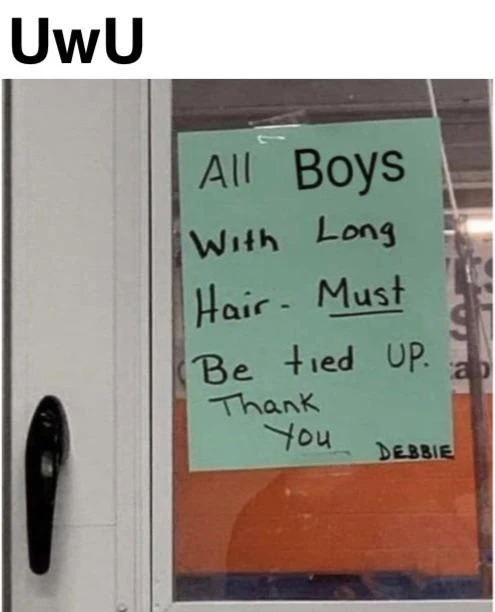 UwU
All Boys
With Long
Hair - Must
Be tied UP.
Thank
You
DEBBIE